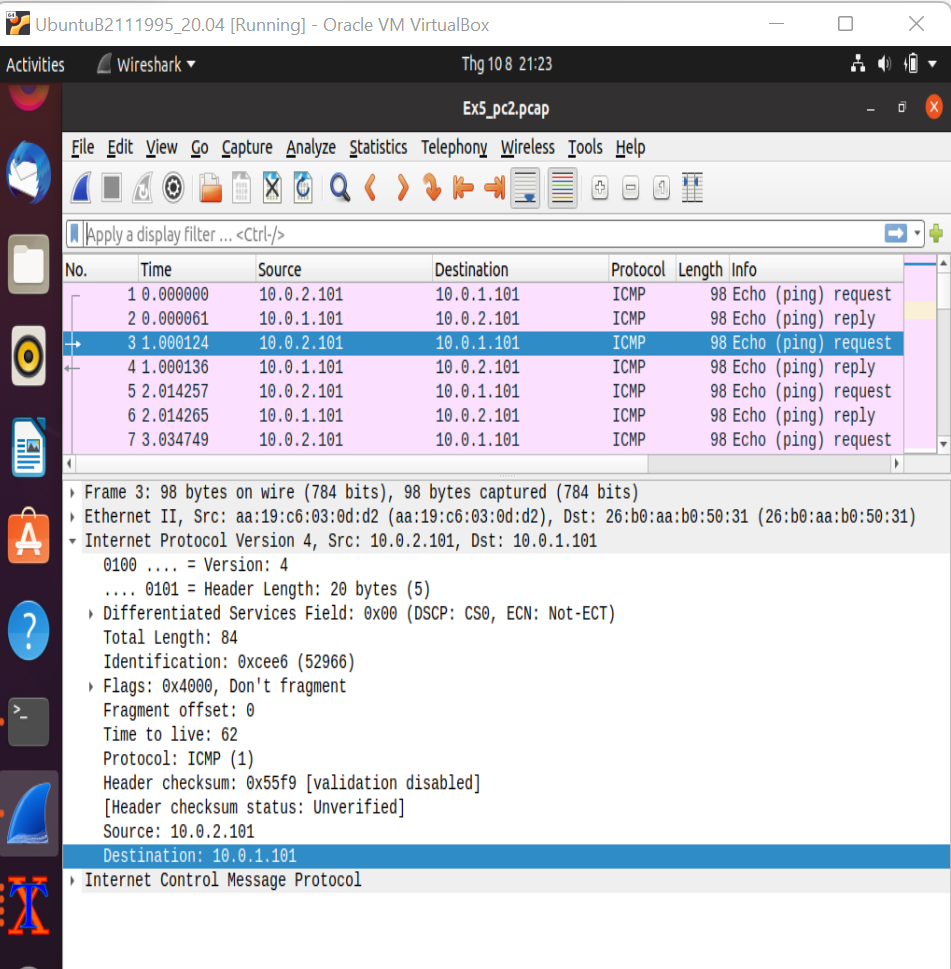 UbuntuB2111995_20.04 [Running] - Oracle VM VirtualBox
Activities Wireshark Thg 10 8 21:23
Ex5_pc2.pcap
File Edit View Go Capture Analyze Statistics Telephony Wireless Tools Help
Apply a display filter ... <Ctrl-/>
No. Time Source Destination Protocol Length Info
1 0.000000 10.0.2.101 10.0.1.101 ICMP 98 Echo (ping) request
2 0.000061 10.0.1.101 10.0.2.101 ICMP 98 Echo (ping) reply
3 1.000124 10.0.2.101 10.0.1.101 ICMP 98 Echo (ping) request
4 1.000136 10.0.1.101 10.0.2.101 ICMP 98 Echo (ping) reply
5 2.014257 10.0.2.101 10.0.1.101 ICMP 98 Echo (ping) request
6 2.014265 10.0.1.101 10.0.2.101 ICMP 98 Echo (ping) reply
7 3.034749 10.0.2.101 10.0.1.101 ICMP 98 Echo (ping) request
Frame 3: 98 bytes on wire (784 bits), 98 bytes captured (784 bits)
Ethernet II, Src: aa:19:c6:03:0d:d2 (aa:19:c6:03:0d:d2), Dst: 26:b0:aa:b0:50:31 (26:b0:aa:b0:50:31)
Internet Protocol Version 4, Src: 10.0.2.101, Dst: 10.0.1.101
0100 .... = Version: 4
.... 0101 = Header Length: 20 bytes (5)
Differentiated Services Field: 0x00 (DSCP: CS0, ECN: Not-ECT)
Total Length: 84
Identification: 0xcee6 (52966)
Flags: 0x4000, Don't fragment
Fragment offset: 0
Time to live: 62
Protocol: ICMP (1)
Header checksum: 0x55f9 [validation disabled]
[Header checksum status: Unverified]
Source: 10.0.2.101
Destination: 10.0.1.101
Internet Control Message Protocol